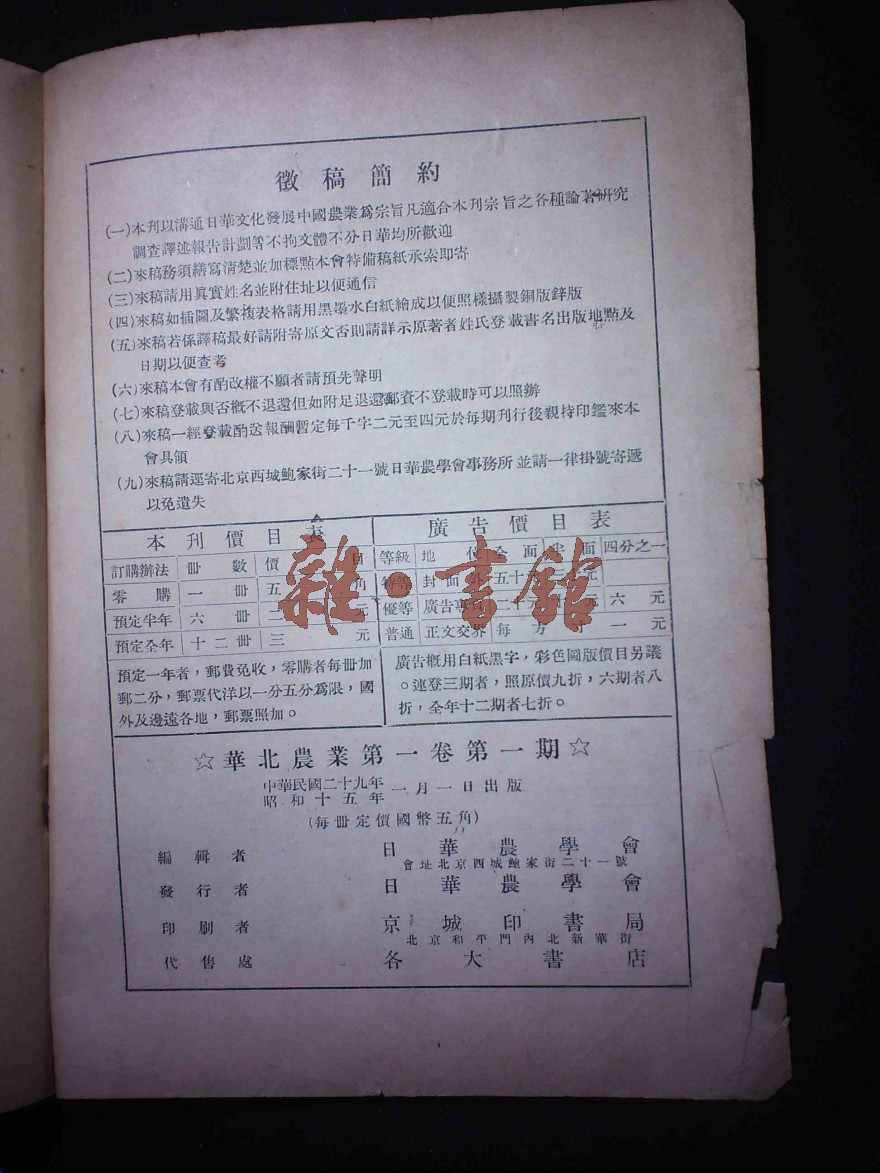 徵稿簡約
(一)本刊以溝通日華文化發展中國農業爲宗旨凡適合本刊宗旨之各種論著研究
調查譯述報告計劃等不拘文體不分日華均所歡迎
(二)來稿務須繕寫清楚並加標點本會特備稿紙承索即寄
(三)來稿請用眞實姓名並附住址以便通信
(四)來稿如插圖及繁複表格請用黑墨水白紙繪成以便照樣攝製銅版鋅版
(五)來稿若係譯稿最好請附寄原文否則請詳示原著者姓氏登載書名出版地點及
日期以便查考
(六)來稿本會有酌改權不願者請預先聲明
(七)來稿登載與否概不退還但如附足退還郵資不登載時可以照辦
(八)來稿一經登載酌送報酬暫定每千字二元至四元於每期刊行後親持印鑑來本
會具領
(九)來稿請逕寄北京西城鮑家街二十一號日華農學會事務所並請一律掛號寄遞
以免遺失
本刊價目表
訂購辦法 冊數 價目
零購 一冊 五角
預定半年 六冊 二元
預定全年 十二冊 三元
預定一年者，郵費免收，零購者每冊加
郵二分，郵票代洋以一分五分爲限，國
外及邊遠各地，郵票照加。
廣告價目表
等級 地位 全面 半面 四分之一
特等 封面外 五十 元
優等 廣告專 二十元 元 六元
普通 正文交界 每方寸一元
廣告概用白紙黑字，彩色圖版價目另議
。連登三期者，照原價九折，六期者八
折，全年十二期者七折。
☆華北農業第一卷第一期☆
中華民國二十九年
昭和十五年
一月一日出版
(每冊定價國幣五角)
編輯者 日華農學會
會址北京西城鮑家街二十一號
發行者 日華農學會
印刷者 京城印書局
北京和平門內北新華街
代售處 各大書店
雜·書館